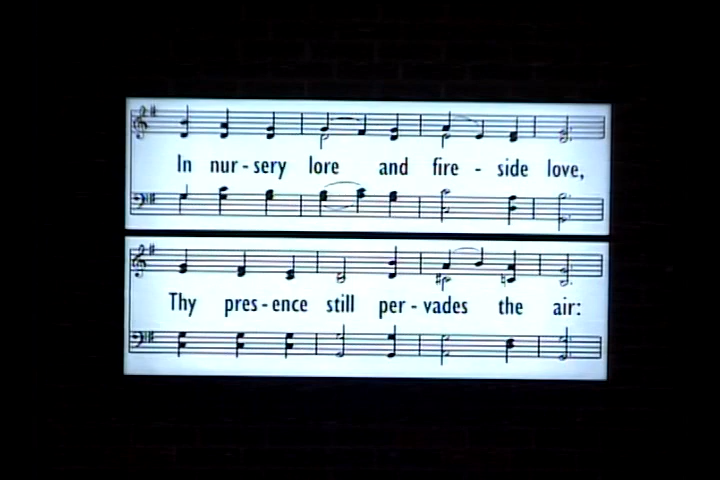 In nur - sery lore and fire - side love,
Thy pres - ence still per - vades the air: